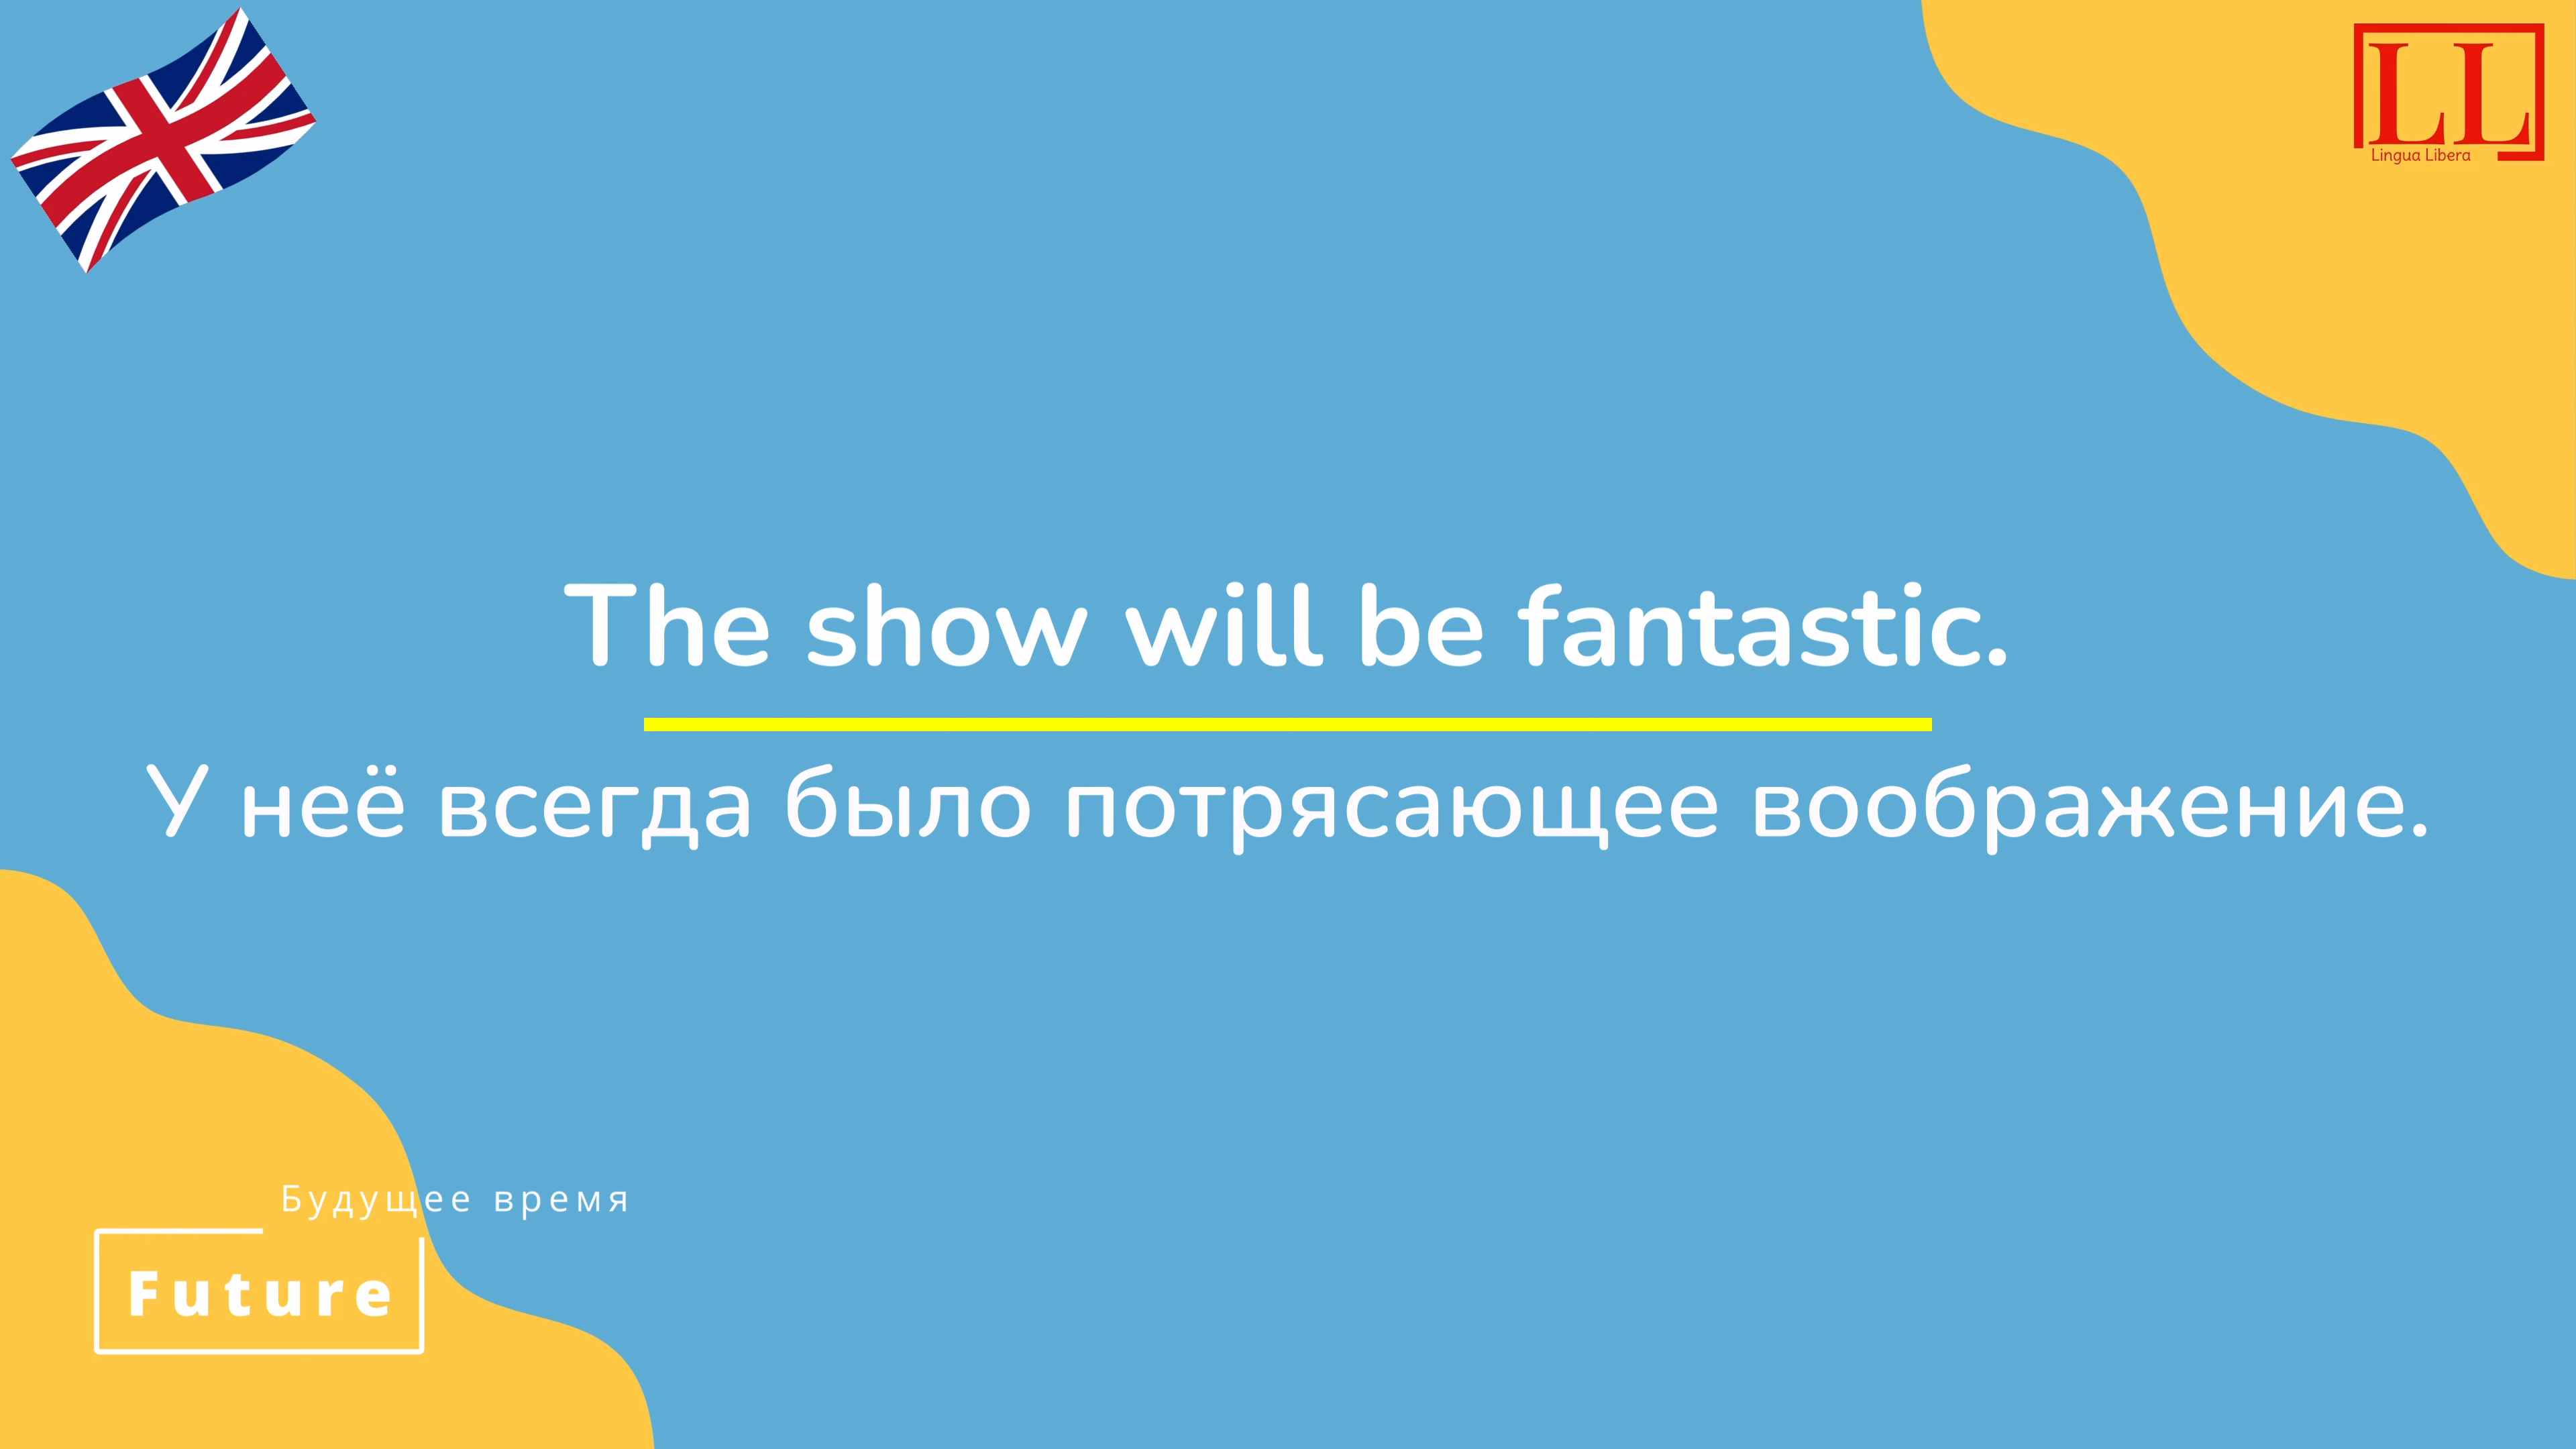 LL
Lingua Libera
The show will be fantastic.
У неё всегда было потрясающее воображение.
Будущее время
Future